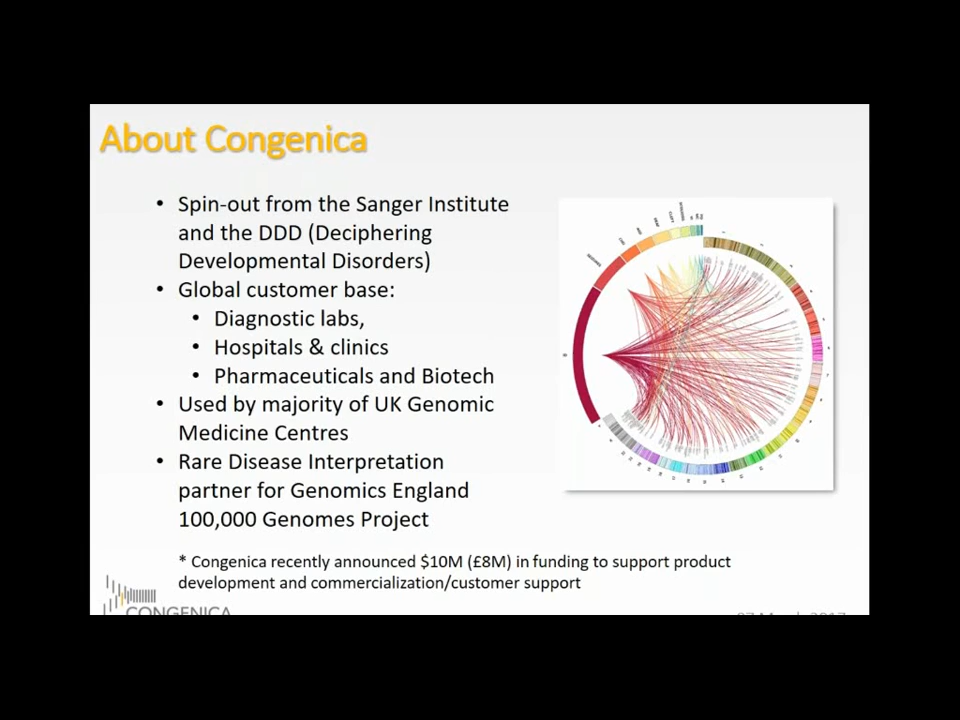 About Congenica
• Spin-out from the Sanger Institute
and the DDD (Deciphering
Developmental Disorders)
• Global customer base:
• Diagnostic labs,
• Hospitals & clinics
• Pharmaceuticals and Biotech
• Used by majority of UK Genomic
Medicine Centres
• Rare Disease Interpretation
partner for Genomics England
100,000 Genomes Project
* Congenica recently announced $10M (£8M) in funding to support product
development and commercialization/customer support
CONGENICA